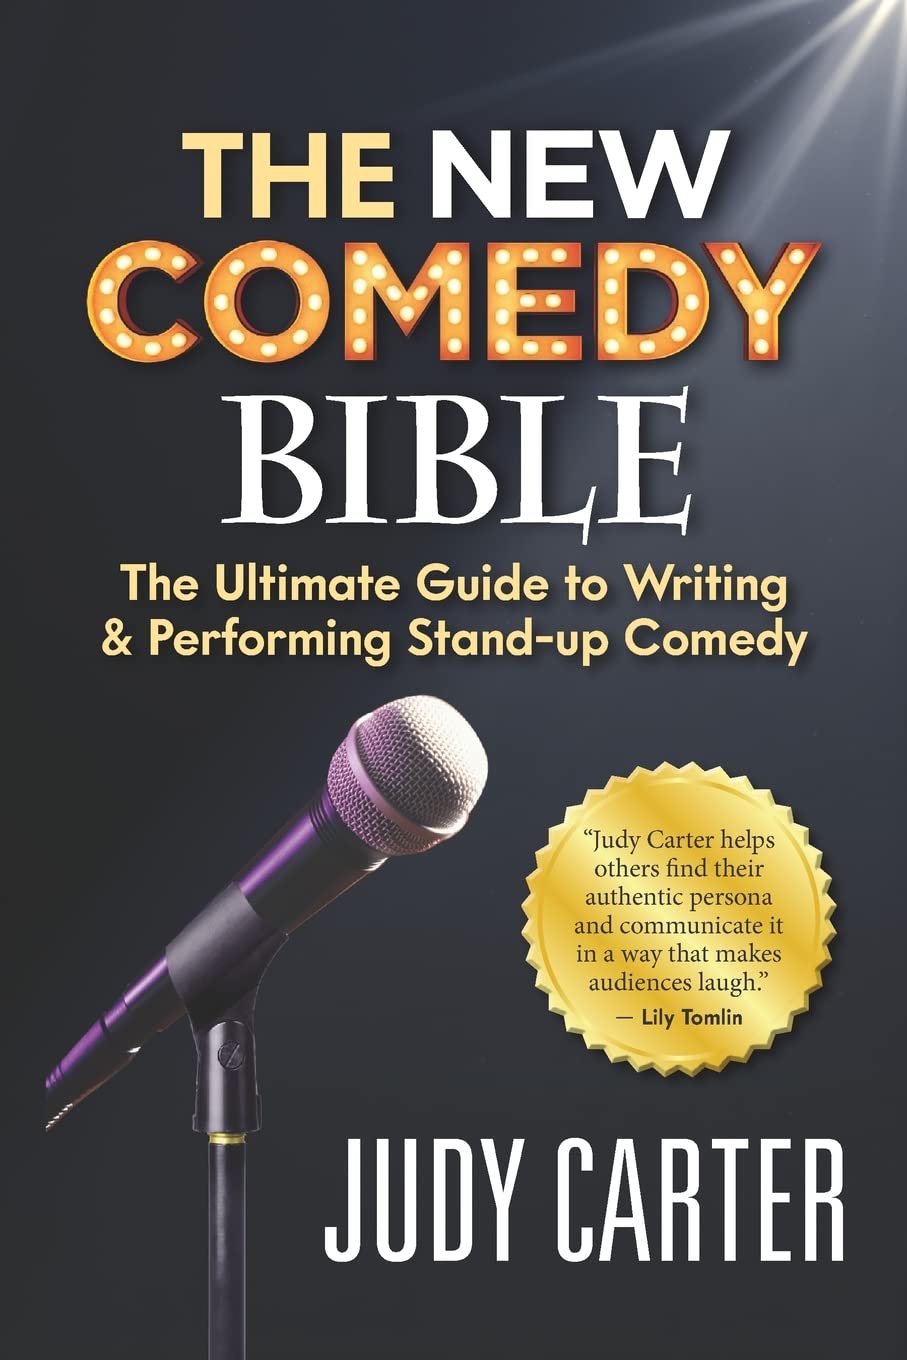 THE NEW
COMEDY
BIBLE
The Ultimate Guide to Writing
& Performing Stand-up Comedy
“Judy Carter helps
others find their
authentic persona
and communicate it
in a way that makes
audiences laugh.”
— Lily Tomlin
JUDY CARTER